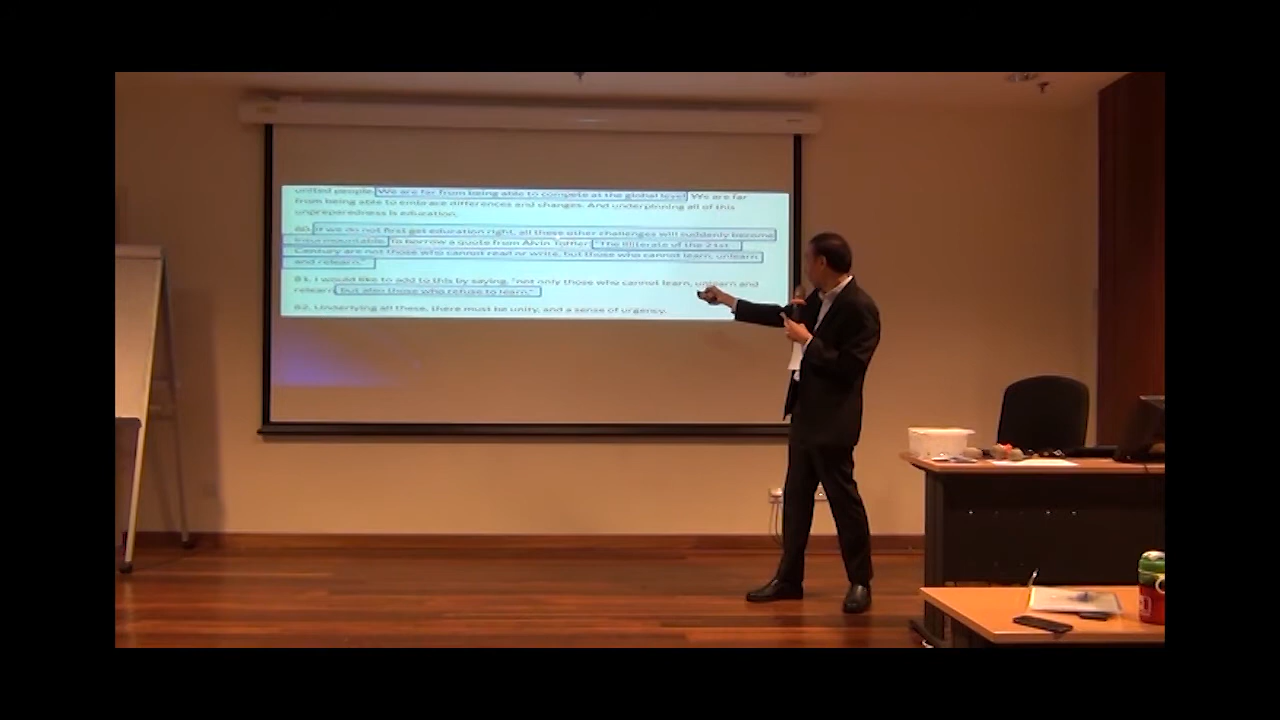 united people. We are far from being able to compete at the global level. We are far
from being able to embrace differences and changes. And underpinning all of this
unpreparedness is education.
80. If we do not first get education right, all these other challenges will suddenly become
insurmountable. To borrow a quote from Alvin Toffler: "The illiterate of the 21st
Century are not those who cannot read or write, but those who cannot learn, unlearn
and relearn."
81. I would like to add to this by saying, "not only those who cannot learn, unlearn and
relearn but also those who refuse to learn."
82. Underlying all these, there must be unity, and a sense of urgency.